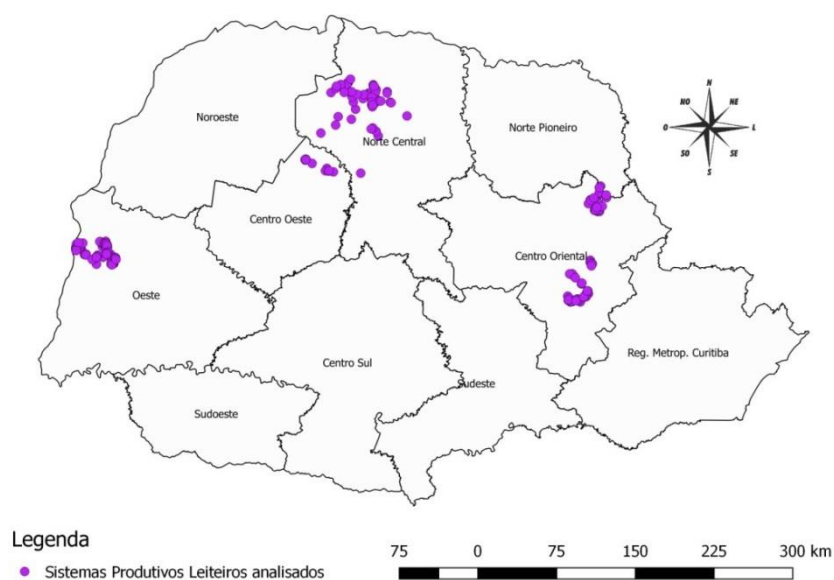 N
NO
NE
O
L
SO
SE
S
Noroeste
Norte Central
Norte Pioneiro
Centro Oeste
Centro Oriental
Oeste
Centro Sul
Reg. Metrop. Curitiba
Sudeste
Sudoeste
Legenda
Sistemas Produtivos Leiteiros analisados
75 0 75 150 225 300 km